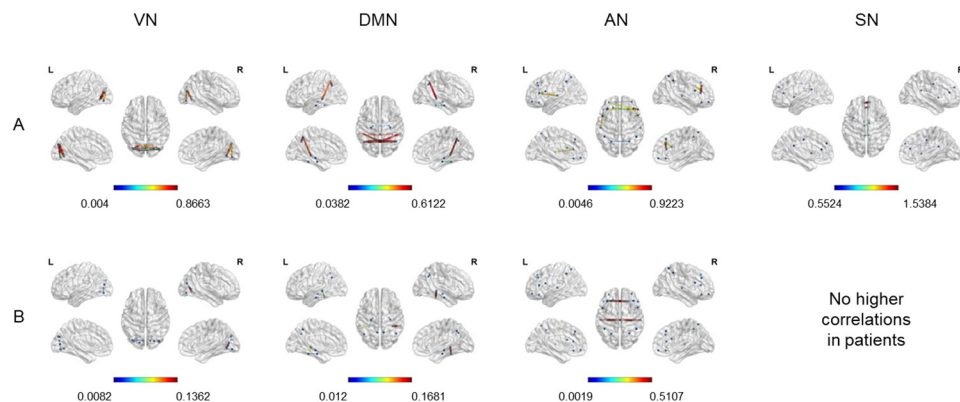 VN DMN AN SN
L R L R L R L R
A
0.004 0.8663 0.0382 0.6122 0.0046 0.9223 0.5524 1.5384
L R L R L R
B
No higher
correlations
in patients
0.0082 0.1362 0.012 0.1681 0.0019 0.5107